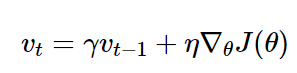 v_t = γv_{t−1} + η∇_θJ(θ)